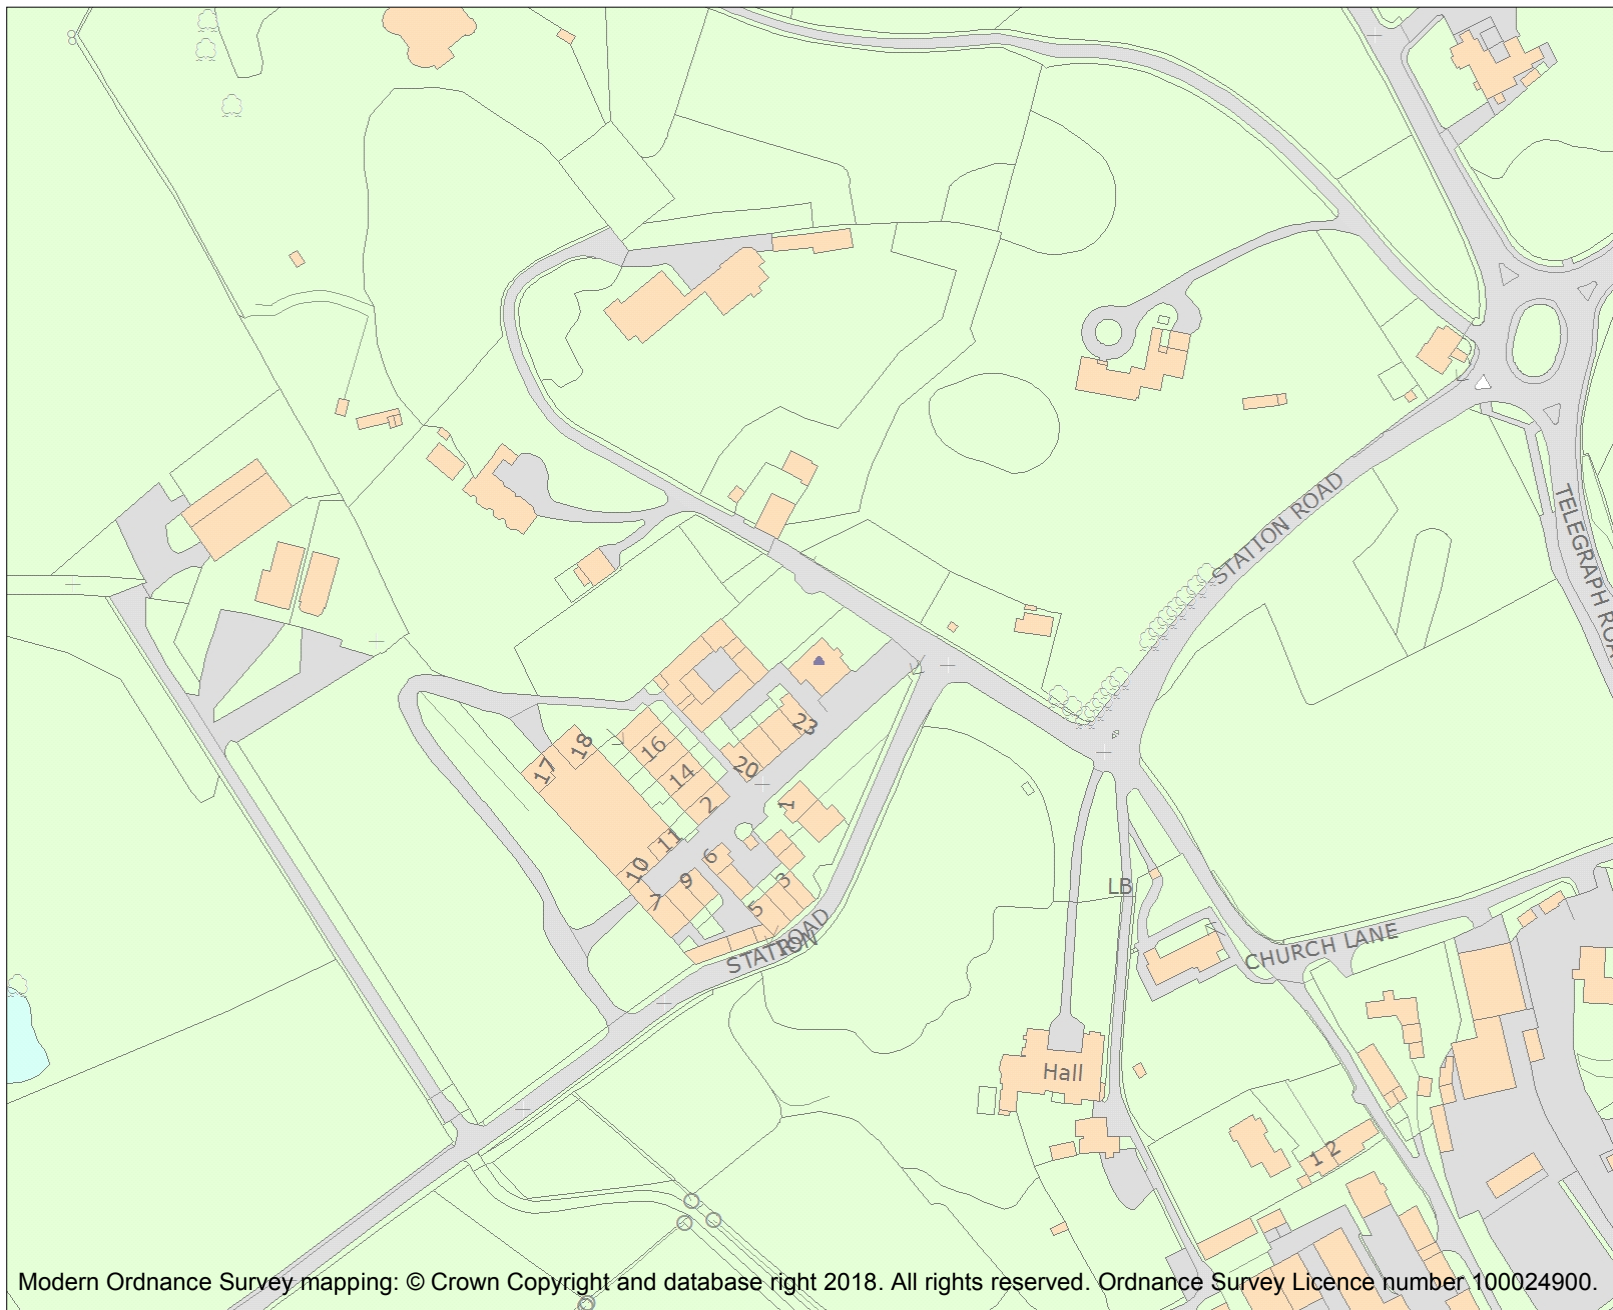 STATION ROAD
TELEGRAPH ROA
23
18
17
16
20
14
2
1
11
6
10
9
3
7
5
LB
STATION
ROAD
CHURCH LANE
Hall
1 2
Modern Ordnance Survey mapping: © Crown Copyright and database right 2018. All rights reserved. Ordnance Survey Licence number 100024900.